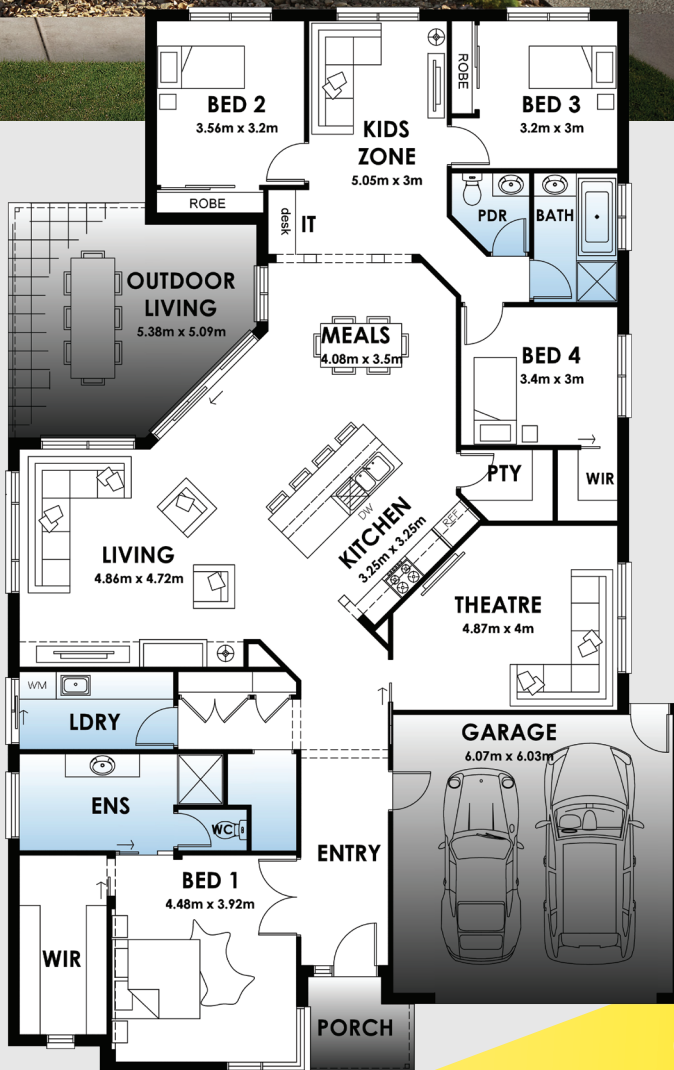 BED 2
3.56m x 3.2m
ROBE
KIDS
ZONE
5.05m x 3m
ROBE
BED 3
3.2m x 3m
desk
IT
PDR
BATH
OUTDOOR
LIVING
5.38m x 5.09m
MEALS
4.08m x 3.5m
BED 4
3.4m x 3m
PTY
WIR
DW
KITCHEN
3.25m x 3.25m
REF
LIVING
4.86m x 4.72m
THEATRE
4.87m x 4m
WM
LDRY
GARAGE
6.07m x 6.03m
ENS
WC
ENTRY
BED 1
4.48m x 3.92m
WIR
PORCH